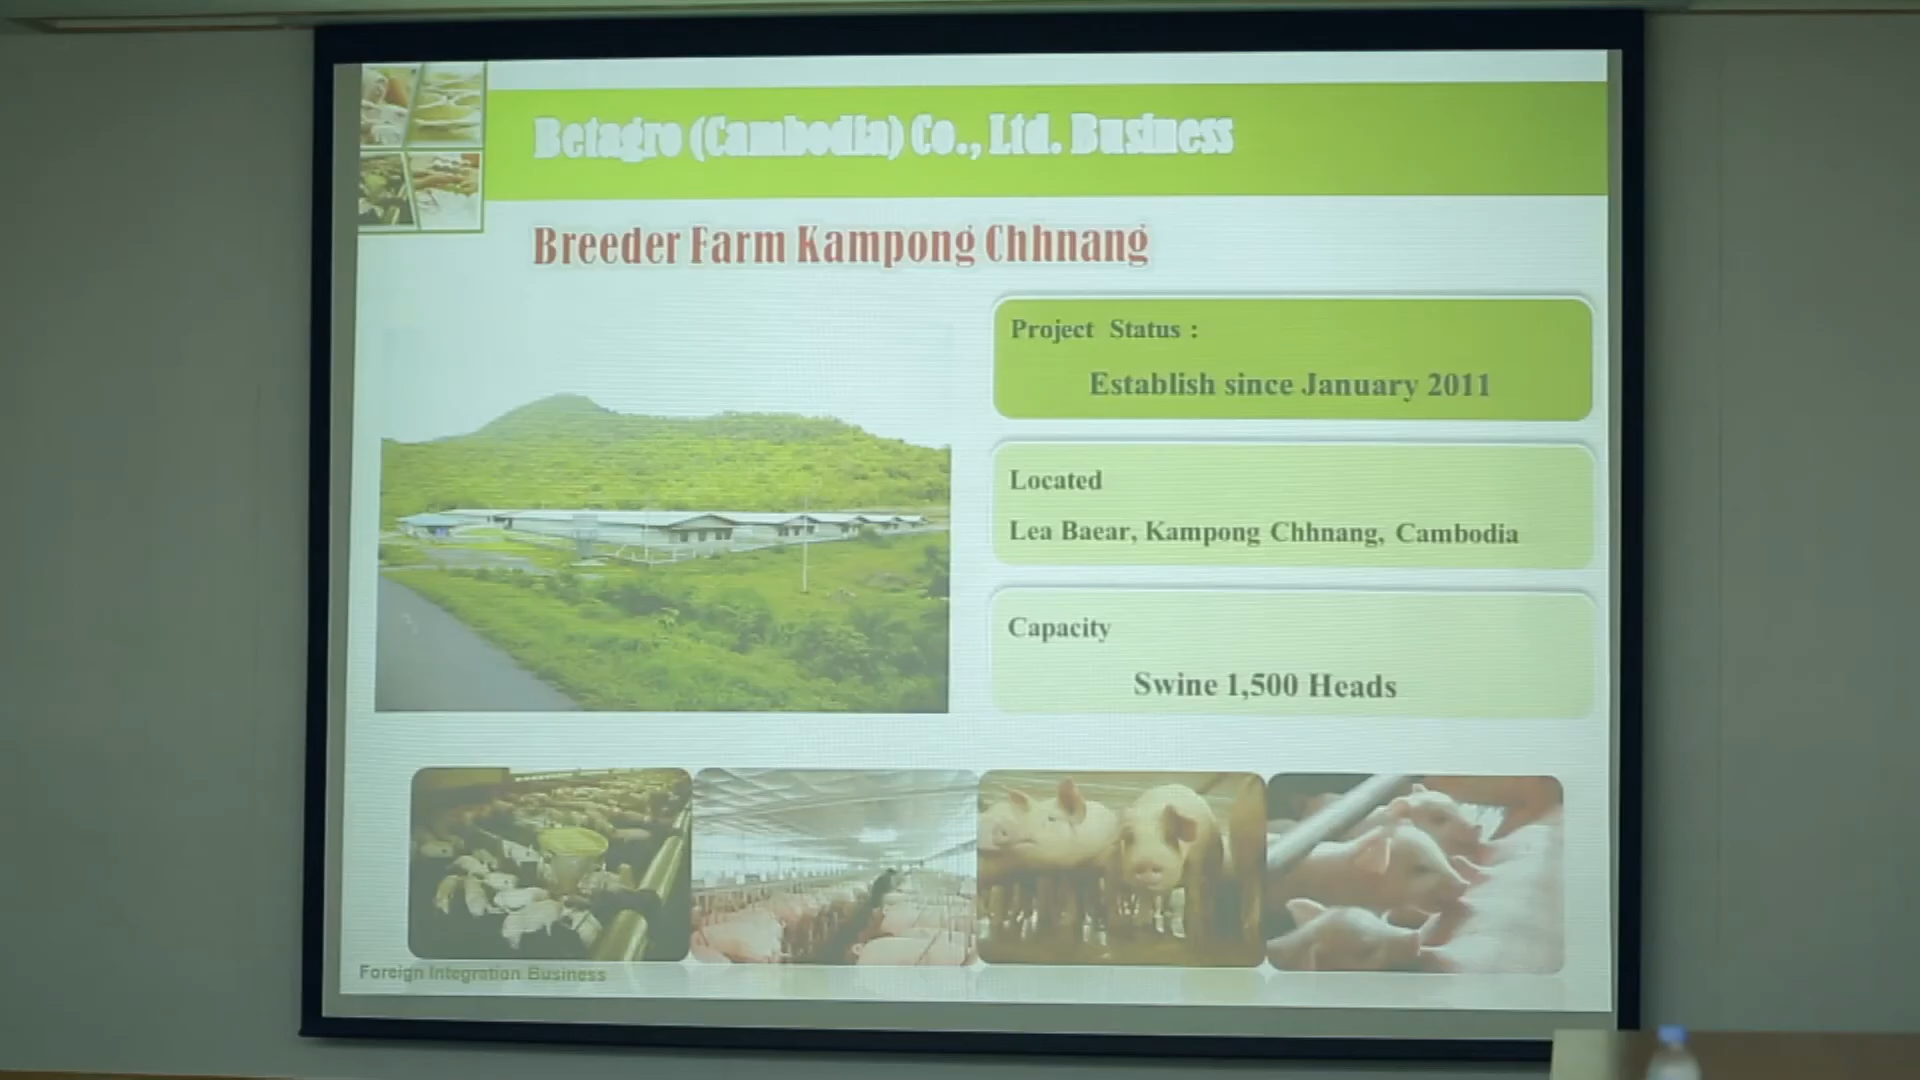 Betagro (Cambodia) Co., Ltd. Business
Breeder Farm Kampong Chhnang
Project Status :
Establish since January 2011
Located
Lea Baear, Kampong Chhnang, Cambodia
Capacity
Swine 1,500 Heads
Foreign Integration Business